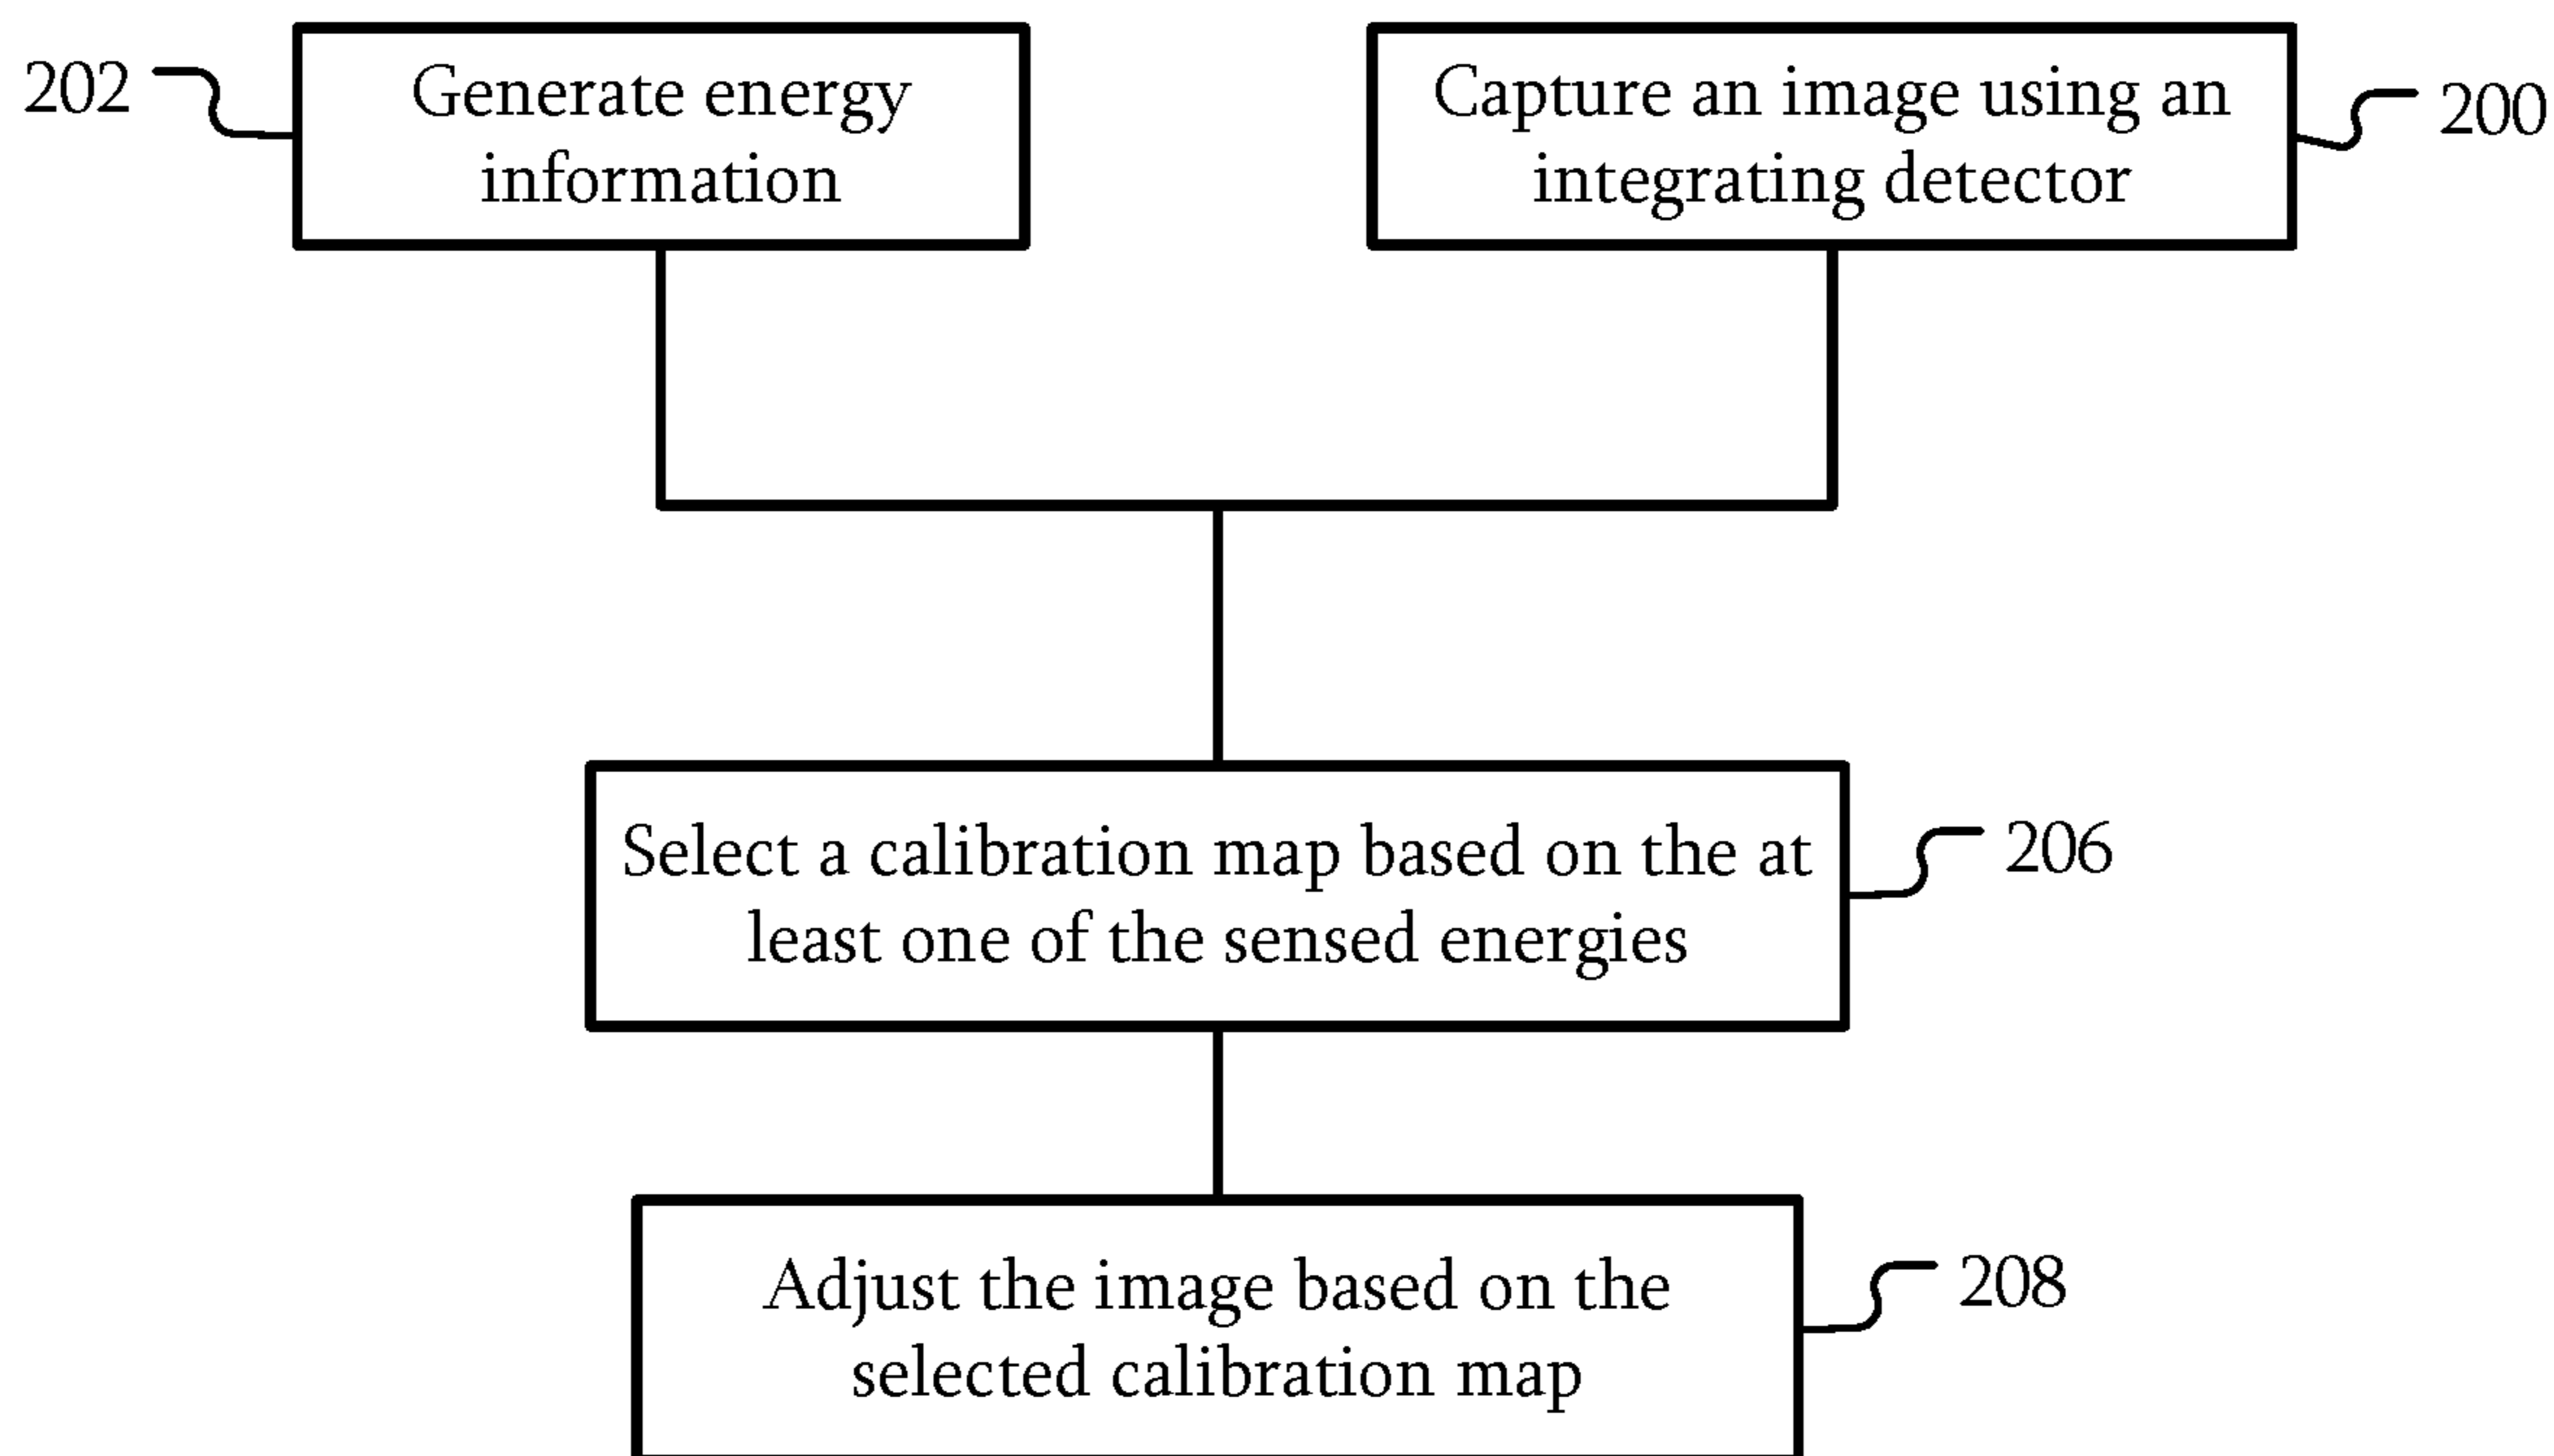 202
Generate energy
information
Capture an image using an
integrating detector
200
Select a calibration map based on the at
least one of the sensed energies
206
Adjust the image based on the
selected calibration map
208